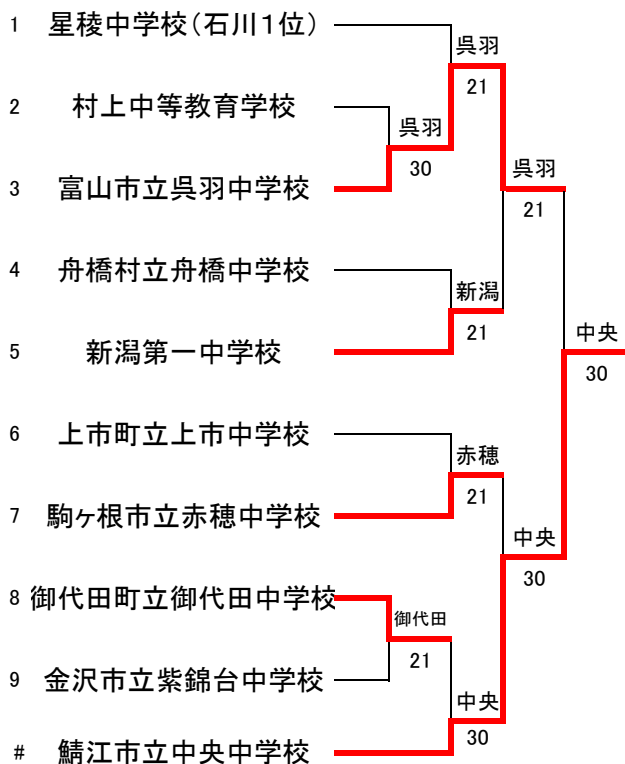 1 星稜中学校(石川1位)
呉羽
21
2 村上中等教育学校
呉羽
30
3 富山市立呉羽中学校
呉羽
21
4 舟橋村立舟橋中学校
新潟
21
5 新潟第一中学校
中央
30
6 上市町立上市中学校
赤穂
21
7 駒ヶ根市立赤穂中学校
中央
30
8 御代田町立御代田中学校
御代田
21
9 金沢市立紫錦台中学校
中央
30
# 鯖江市立中央中学校